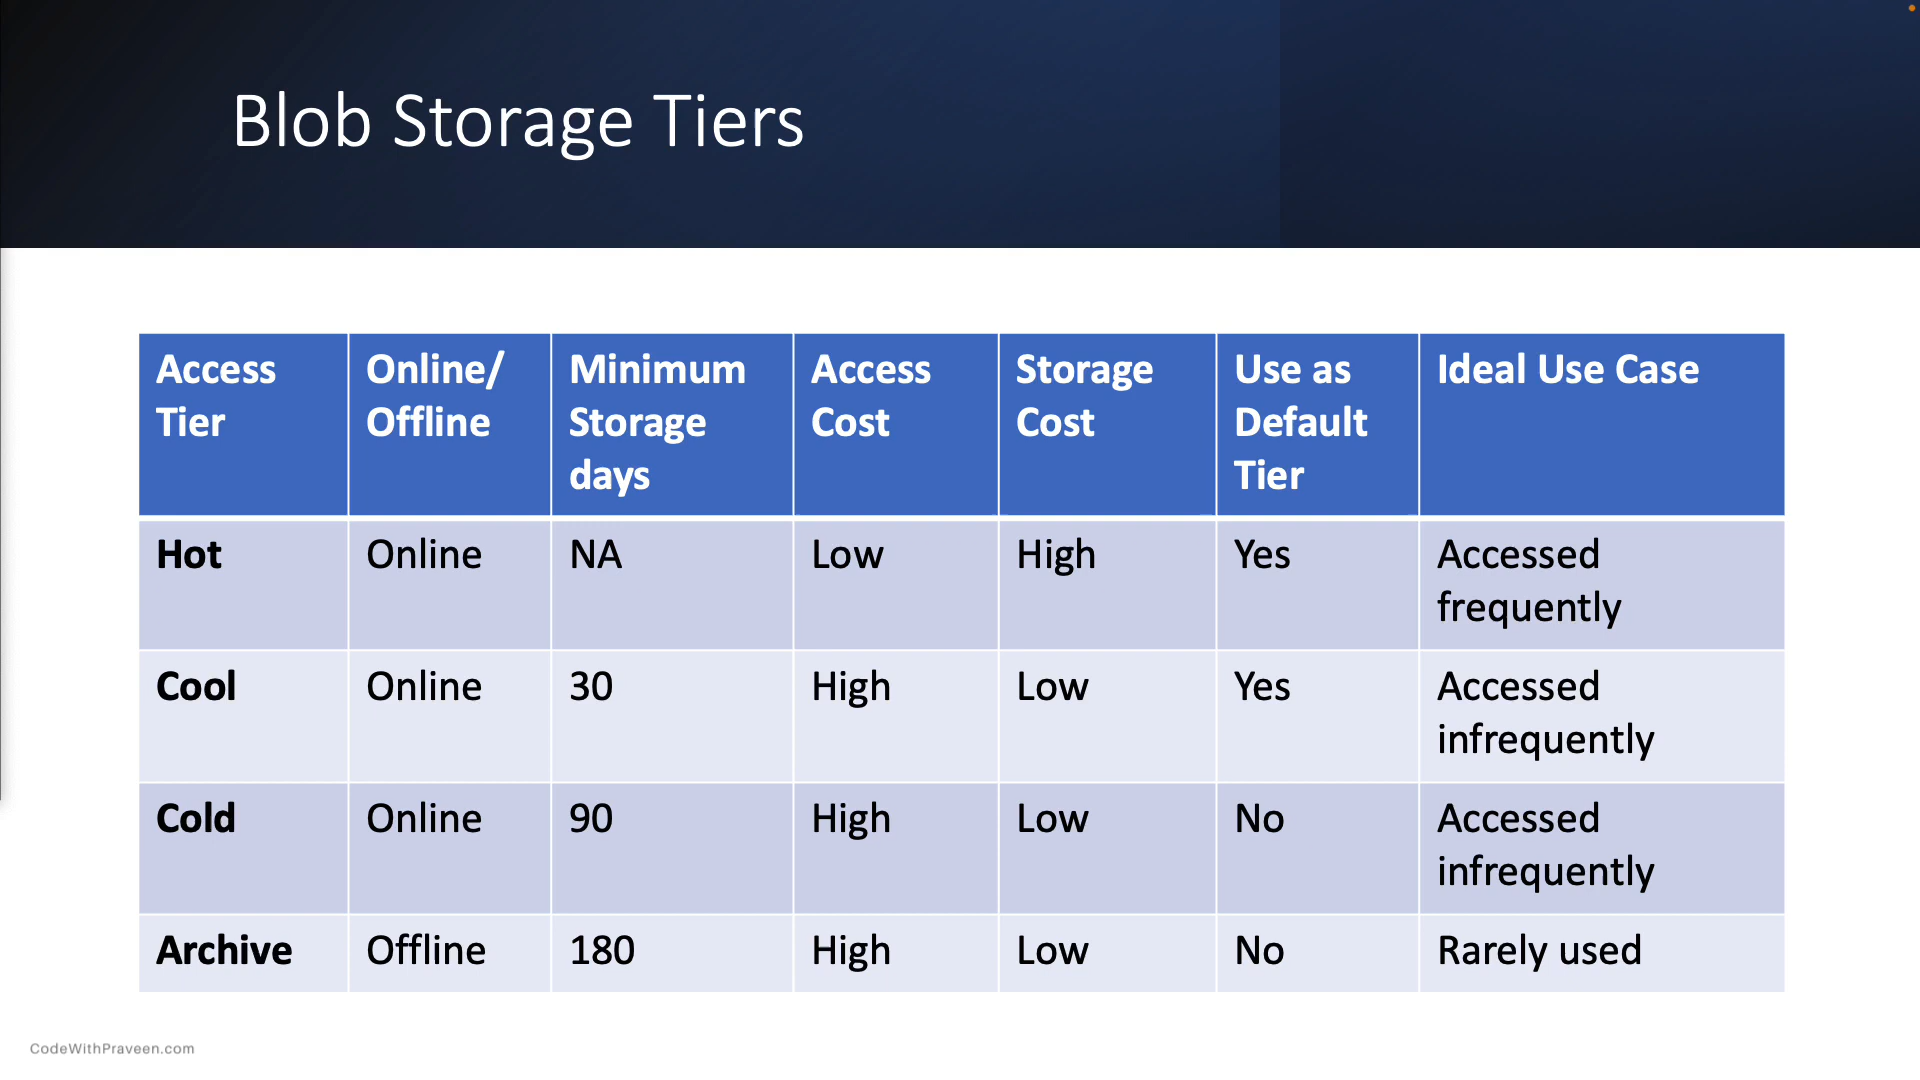 Blob Storage Tiers
Access Tier Online/ Offline Minimum Storage days Access Cost Storage Cost Use as Default Tier Ideal Use Case
Hot Online NA Low High Yes Accessed frequently
Cool Online 30 High Low Yes Accessed infrequently
Cold Online 90 High Low No Accessed infrequently
Archive Offline 180 High Low No Rarely used
CodeWithPraveen.com